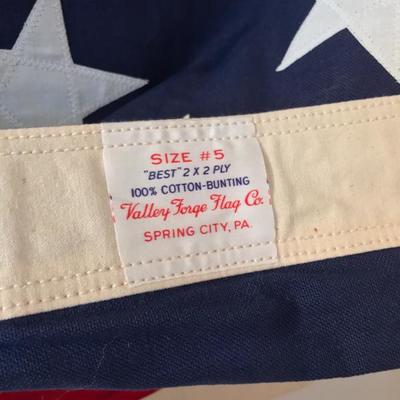 SIZE #5
"BEST" 2 X 2 PLY
100% COTTON-BUNTING
Valley Forge Flag Co.
SPRING CITY, PA.